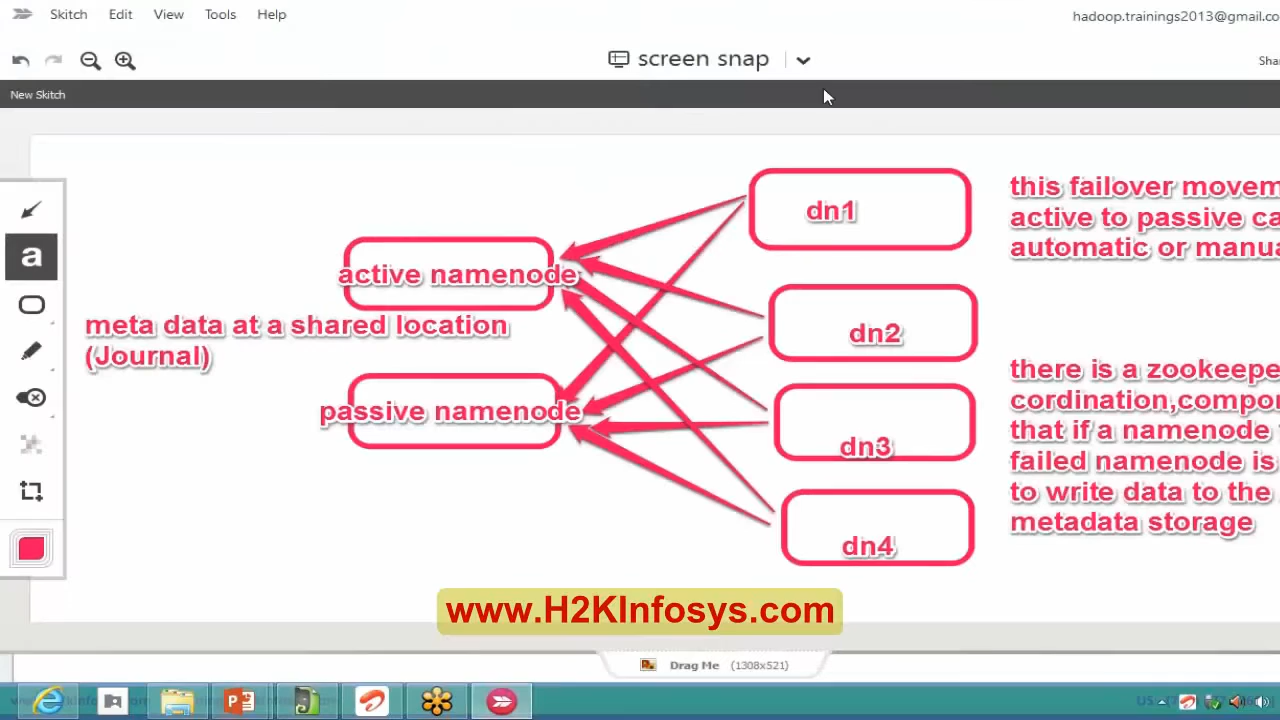 Skitch Edit View Tools Help
hadoop.trainings2013@gmail.co
screen snap
Sha
New Skitch
a
dn1
dn2
dn3
dn4
active namenode
meta data at a shared location
(Journal)
passive namenode
this failover movem
active to passive ca
automatic or manua
there is a zookeepe
cordination,compor
that if a namenode
failed namenode is
to write data to the
metadata storage
www.H2KInfosys.com
Drag Me (1308x521)